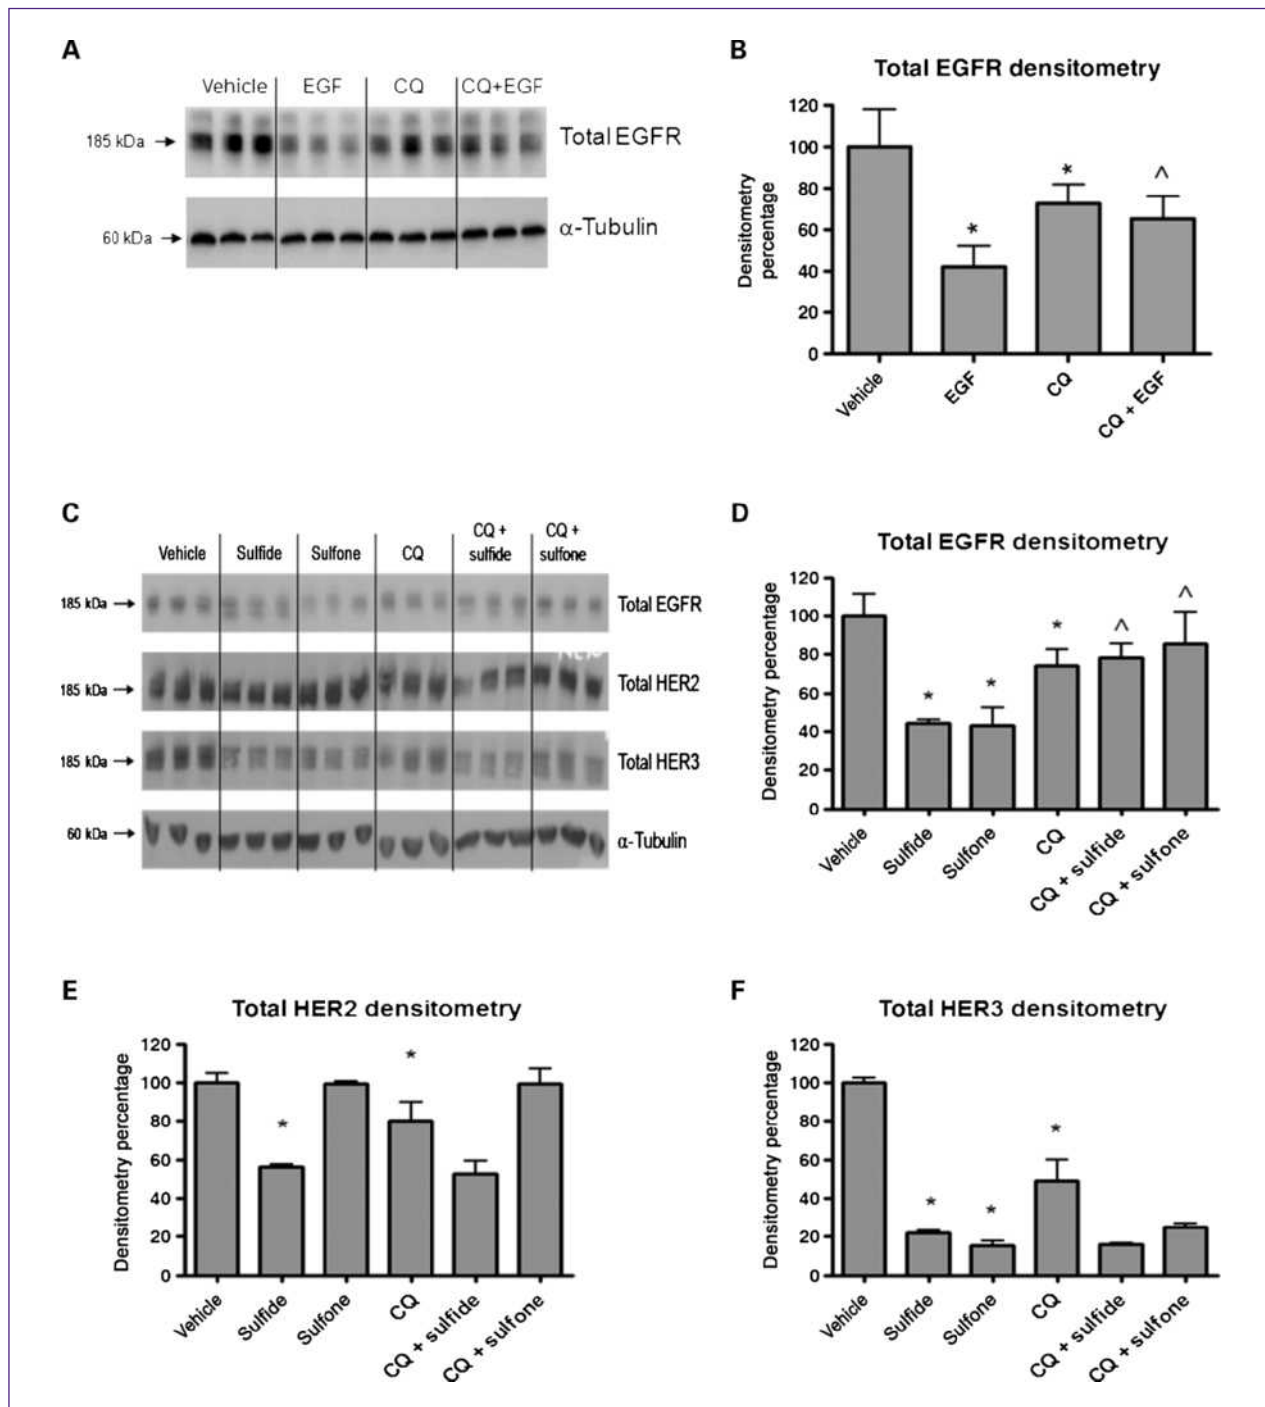 A
Vehicle EGF CQ CQ+EGF
185 kDa
Total EGFR
60 kDa
α-Tubulin
B
Total EGFR densitometry
Densitometry
percentage
120
100
80
60
40
20
0
*
*
^
Vehicle
EGF
CQ
CQ + EGF
C
Vehicle Sulfide Sulfone CQ
CQ +
sulfide
CQ +
sulfone
185 kDa
Total EGFR
185 kDa
Total HER2
185 kDa
Total HER3
60 kDa
α-Tubulin
D
Total EGFR densitometry
Densitometry percentage
120
100
80
60
40
20
0
*
*
*
^
^
Vehicle
Sulfide
Sulfone
CQ
CQ + sulfide
CQ + sulfone
E
Total HER2 densitometry
Densitometry percentage
120
100
80
60
40
20
0
*
*
Vehicle
Sulfide
Sulfone
CQ
CQ + sulfide
CQ + sulfone
F
Total HER3 densitometry
Densitometry percentage
120
100
80
60
40
20
0
*
*
*
Vehicle
Sulfide
Sulfone
CQ
CQ + sulfide
CQ + sulfone